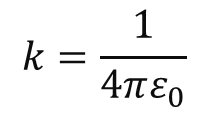 k = 1 / 4πε₀